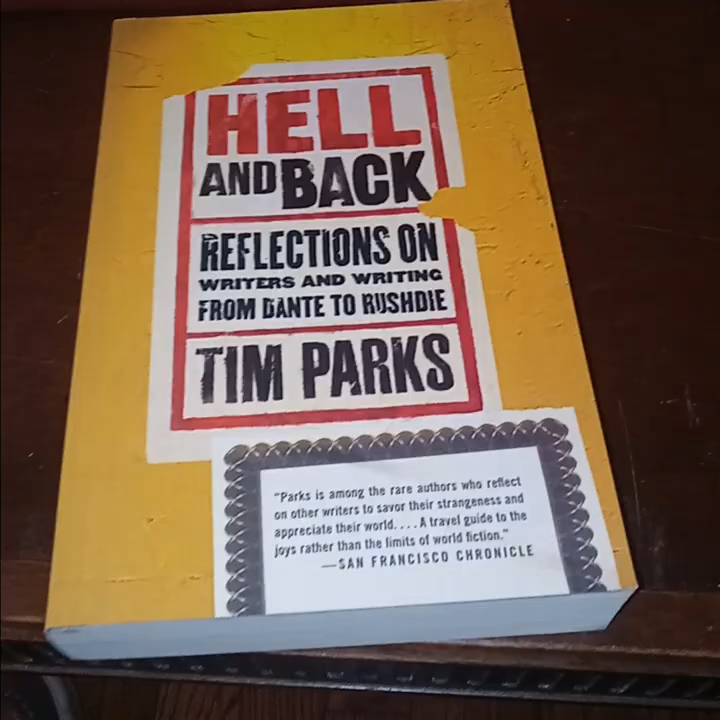 HELL
AND BACK
REFLECTIONS ON
WRITERS AND WRITING
FROM DANTE TO RUSHDIE
TIM PARKS
"Parks is among the rare authors who reflect
on other writers to savor their strangeness and
appreciate their world. . . . A travel guide to the
joys rather than the limits of world fiction."
—SAN FRANCISCO CHRONICLE